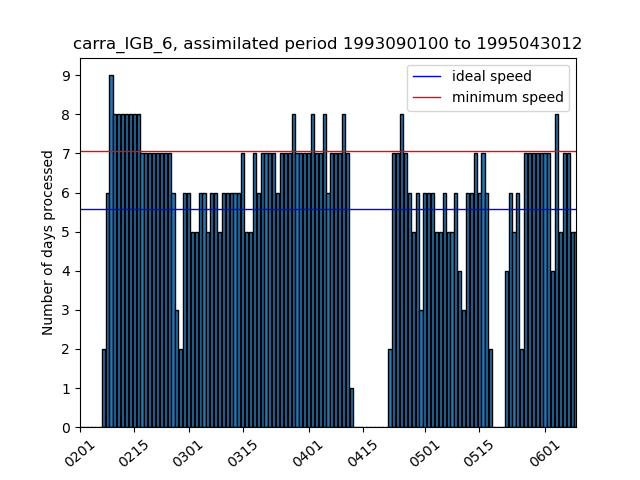 carra_IGB_6, assimilated period 1993090100 to 1995043012
ideal speed
minimum speed
Number of days processed
9
8
7
6
5
4
3
2
1
0
0201 0215 0301 0315 0401 0415 0501 0515 0601